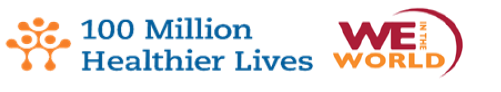 100 Million
Healthier Lives
WE
IN THE
WORLD